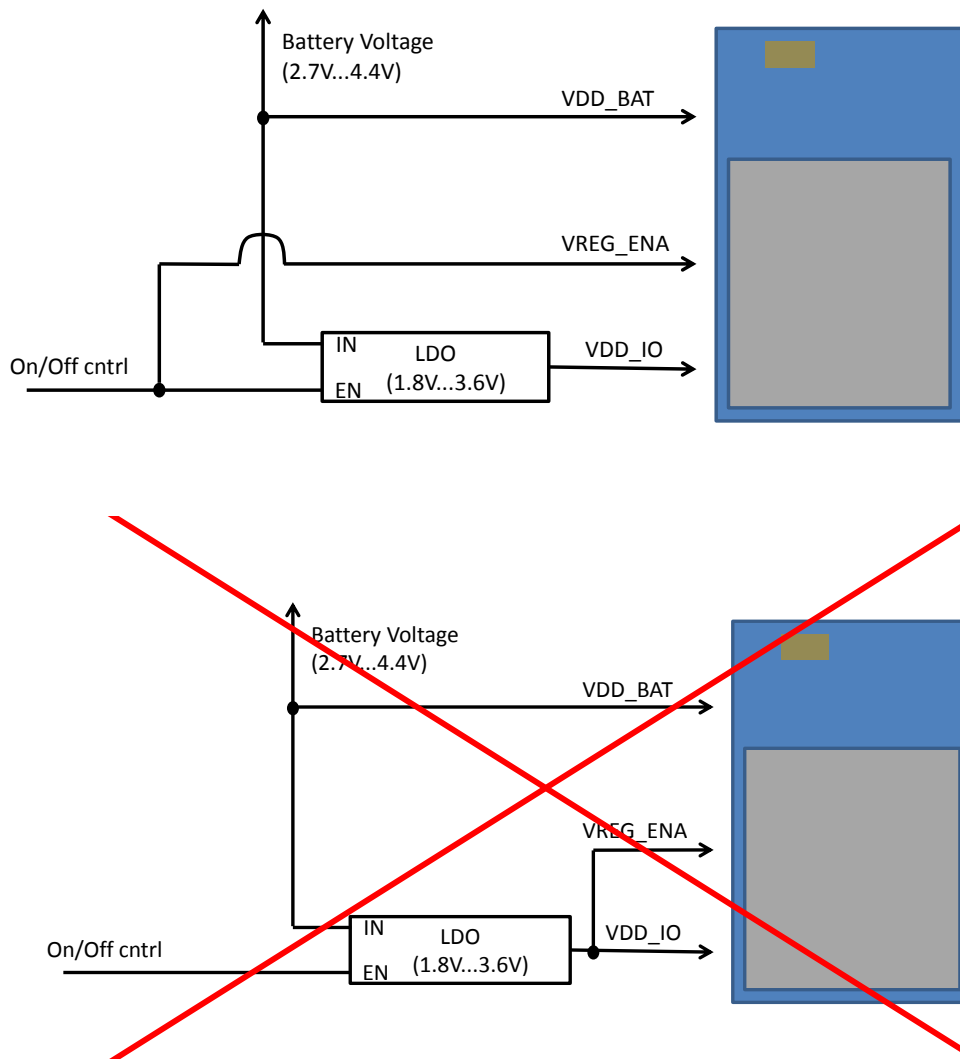 Battery Voltage
(2.7V...4.4V)
VDD_BAT
VREG_ENA
IN
LDO
VDD_IO
On/Off cntrl
(1.8V...3.6V)
EN
Battery Voltage
(2.7V...4.4V)
VDD_BAT
VREG_ENA
IN
LDO
VDD_IO
On/Off cntrl
(1.8V...3.6V)
EN